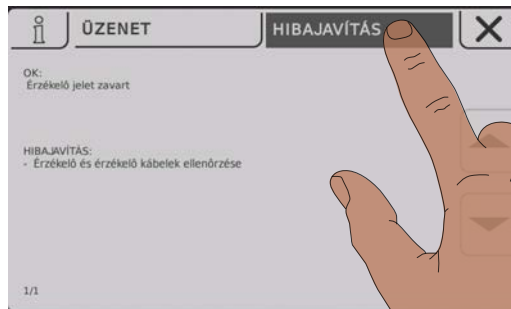 ÜZENET
HIBAJAVÍTÁS
OK:
Érzékelő jelet zavart
HIBAJAVÍTÁS:
- Érzékelő és érzékelő kábelek ellenőrzése
1/1